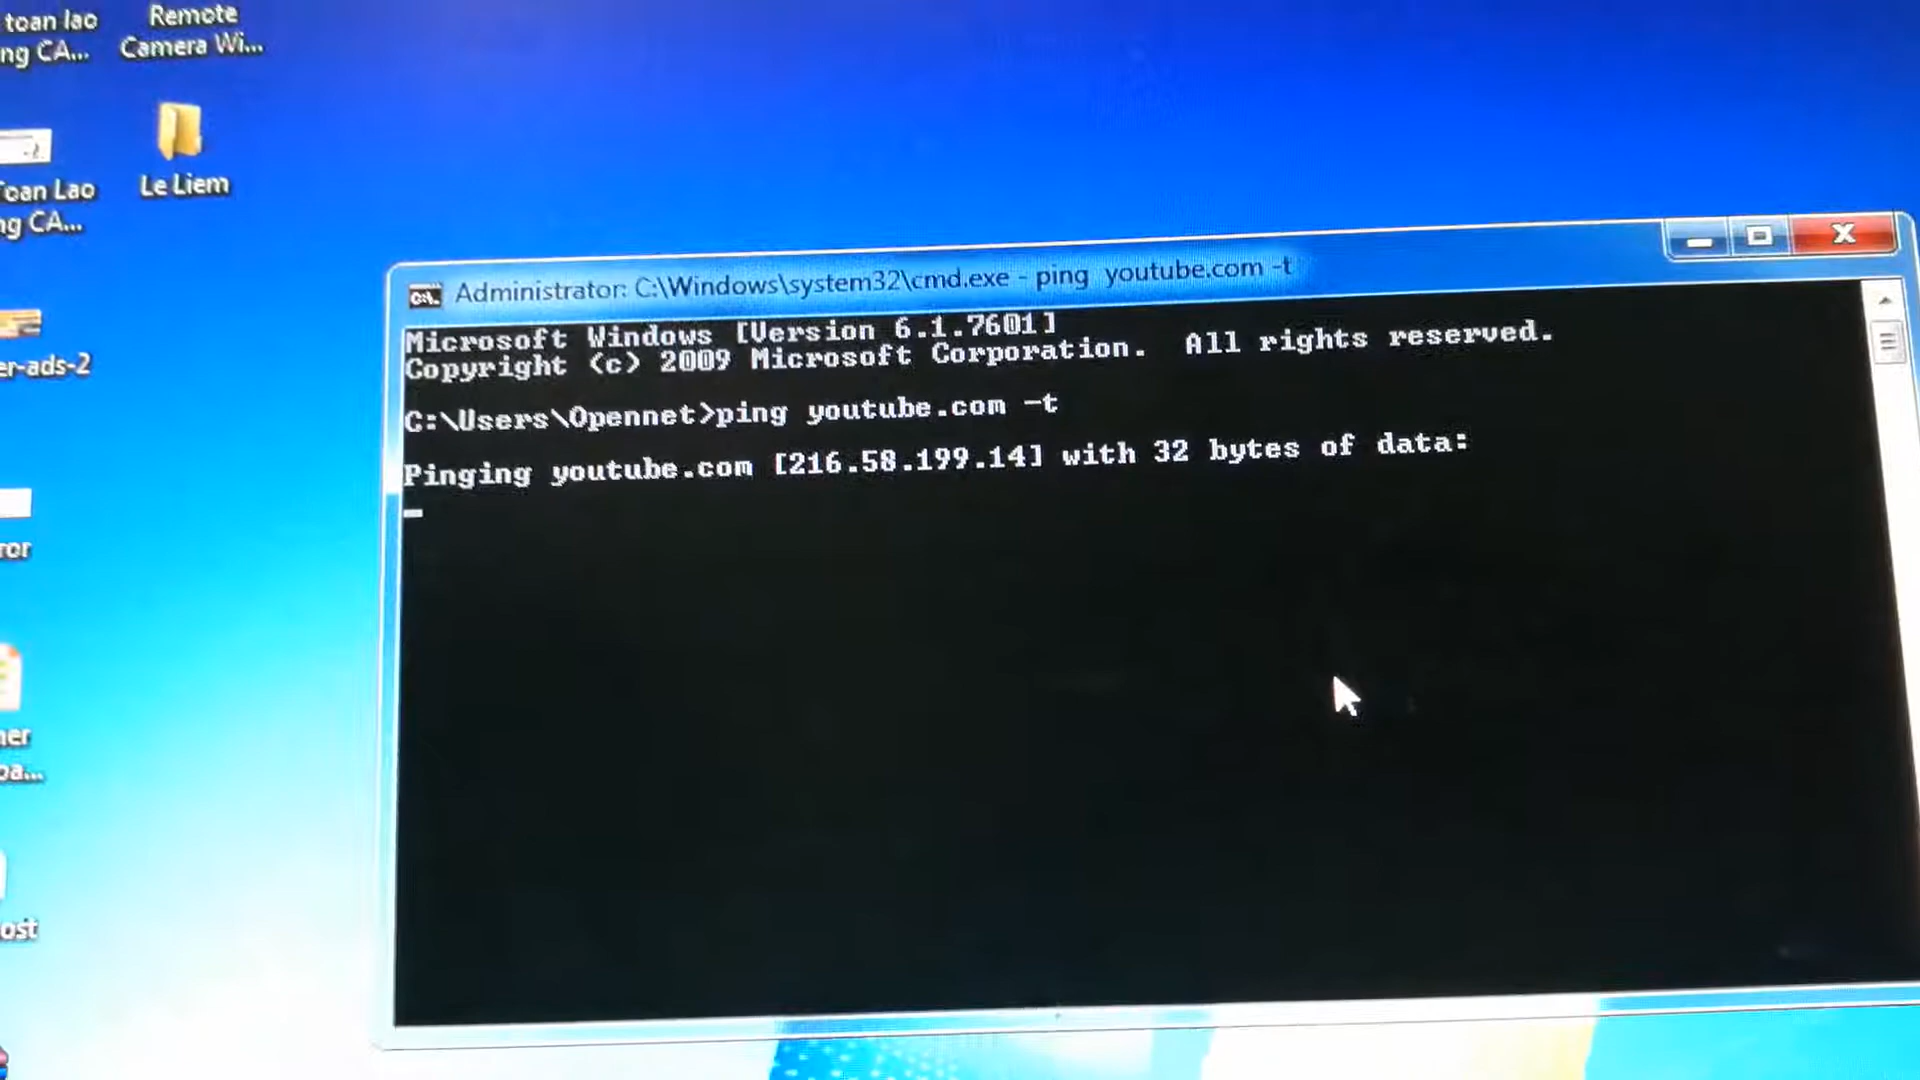 toan lao
ng CA...
Remote
Camera Wi...
Toan Lao
ng CA...
Le Liem
er-ads-2
ror
ner
oa...
ost
Administrator: C:\Windows\system32\cmd.exe - ping  youtube.com -t
Microsoft Windows [Version 6.1.7601]
Copyright (c) 2009 Microsoft Corporation.  All rights reserved.
C:\Users\Opennet>ping youtube.com -t
Pinging youtube.com [216.58.199.14] with 32 bytes of data: